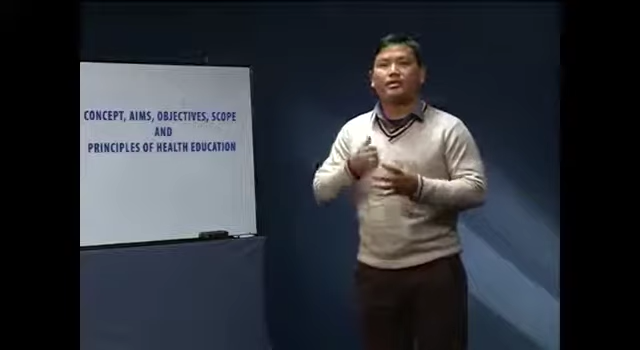 CONCEPT, AIMS, OBJECTIVES, SCOPE
AND
PRINCIPLES OF HEALTH EDUCATION